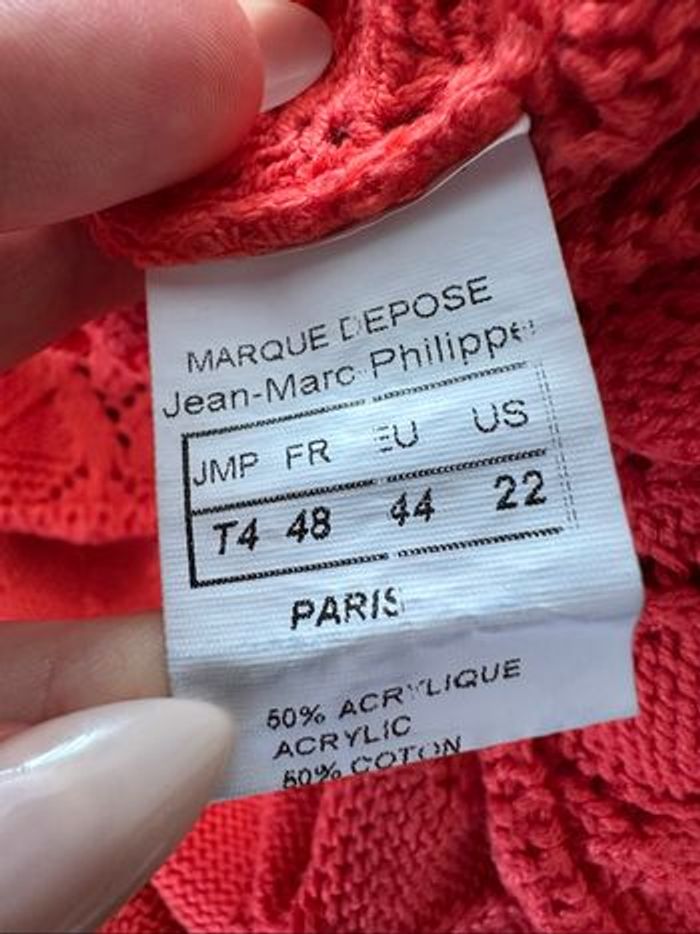 MARQUE DEPOSE
Jean-Marc Philippe
JMP FR EU US
T4 48 44 22
PARIS
50% ACRYLIQUE
ACRYLIC
50% COTON